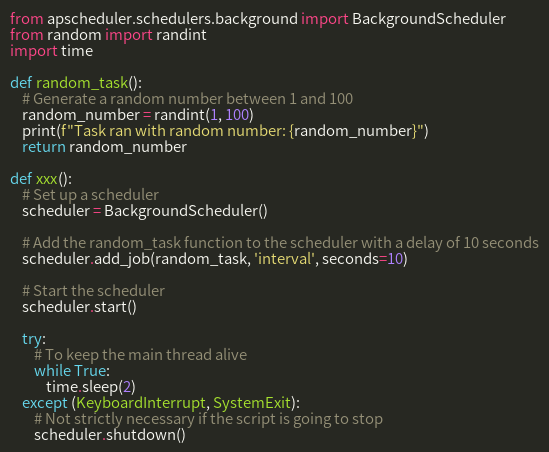 from apscheduler.schedulers.background import BackgroundScheduler
from random import randint
import time

def random_task():
    # Generate a random number between 1 and 100
    random_number = randint(1, 100)
    print(f"Task ran with random number: {random_number}")
    return random_number

def xxx():
    # Set up a scheduler
    scheduler = BackgroundScheduler()

    # Add the random_task function to the scheduler with a delay of 10 seconds
    scheduler.add_job(random_task, 'interval', seconds=10)

    # Start the scheduler
    scheduler.start()

    try:
        # To keep the main thread alive
        while True:
            time.sleep(2)
    except (KeyboardInterrupt, SystemExit):
        # Not strictly necessary if the script is going to stop
        scheduler.shutdown()